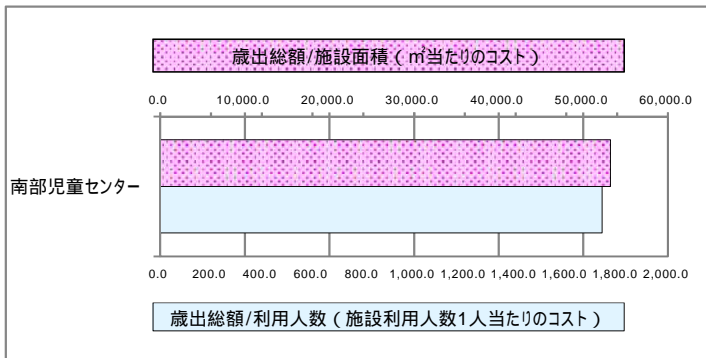 歳出総額/施設面積（㎡当たりのコスト）
0.0 10,000.0 20,000.0 30,000.0 40,000.0 50,000.0 60,000.0
南部児童センター
0.0 200.0 400.0 600.0 800.0 1,000.0 1,200.0 1,400.0 1,600.0 1,800.0 2,000.0
歳出総額/利用人数（施設利用人数1人当たりのコスト）